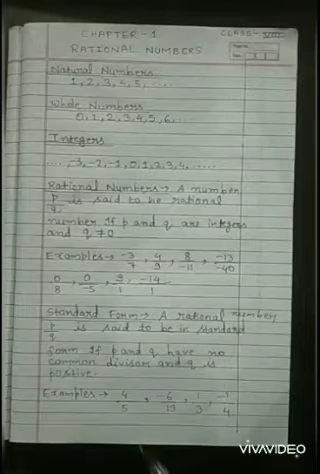 CHAPTER-1
CLASS-VIII
RATIONAL NUMBERS
Natural Numbers
1, 2, 3, 4, 5, .....
Whole Numbers
0, 1, 2, 3, 4, 5, 6, ...
Integers
...., -3, -2, -1, 0, 1, 2, 3, 4, .....
Rational Numbers → A number
p/q is said to be rational
number If p and q are integers
and q ≠ 0
Examples → -3/7, 4/9, 8/-11, -13/-40
0/8, 0/-5, 9/1, -14/1
Standard Form → A rational number
p/q is said to be in standard
form If p and q have no
common divisor and q is
positive.
Examples → 4/5, -6/13, 1/3, -1/4
VIVAVIDEO